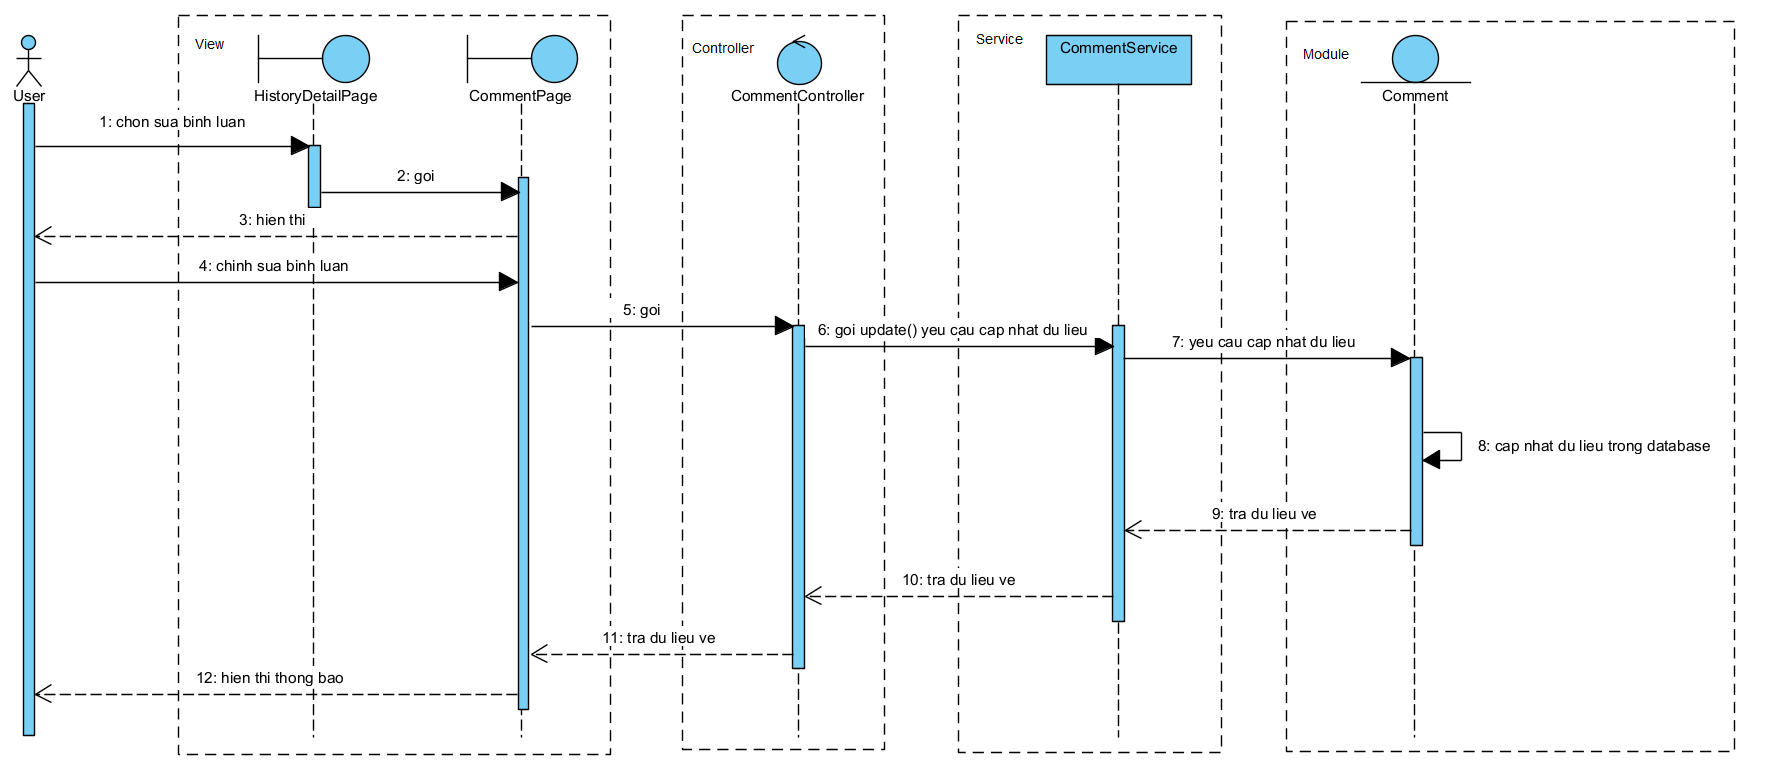 View
Controller
Service
Module
User
HistoryDetailPage
CommentPage
CommentController
CommentService
Comment
1: chon sua binh luan
2: goi
3: hien thi
4: chinh sua binh luan
5: goi
6: goi update() yeu cau cap nhat du lieu
7: yeu cau cap nhat du lieu
8: cap nhat du lieu trong database
9: tra du lieu ve
10: tra du lieu ve
11: tra du lieu ve
12: hien thi thong bao